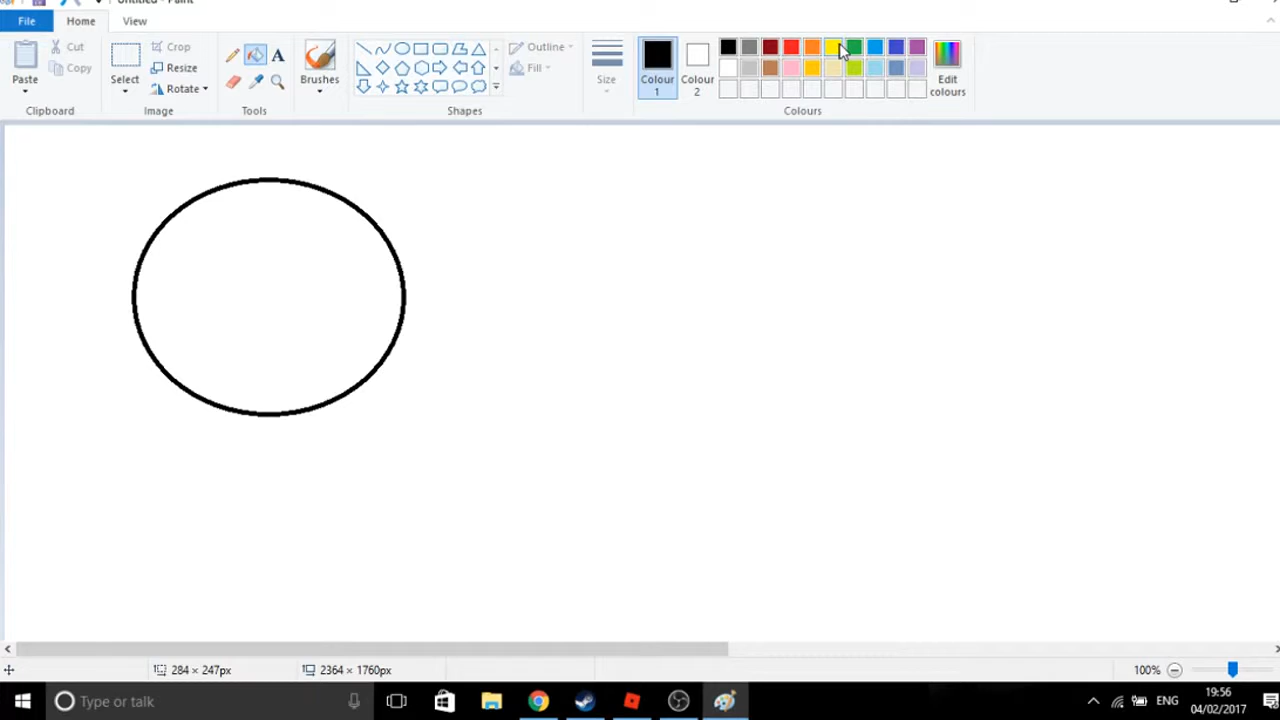 Untitled - Paint
File Home View
Paste
Cut
Copy
Clipboard
Select
Crop
Resize
Rotate
Image
A
Tools
Brushes
Outline
Fill
Shapes
Size
Colour 1
Colour 2
Edit colours
Colours
284 × 247px
2364 × 1760px
100%
Type or talk
ENG
19:56
04/02/2017